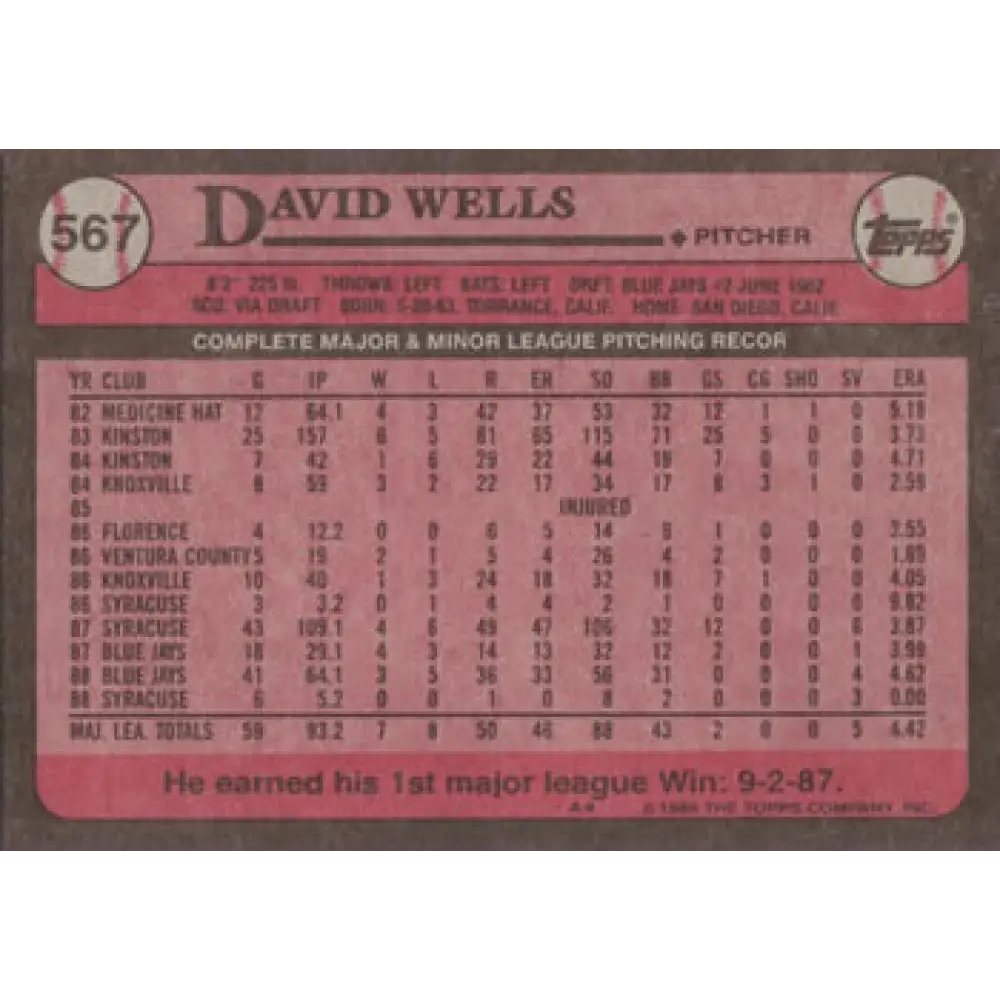 567
DAVID WELLS
PITCHER
TOPPS®
6'3" 225 lb. THROWS: LEFT BATS: LEFT DRFT: BLUE JAYS #2-JUNE 1982
ACQ: VIA DRAFT BORN: 5-20-63, TORRANCE, CALIF. HOME: SAN DIEGO, CALIF.
COMPLETE MAJOR & MINOR LEAGUE PITCHING RECOR
YR CLUB G IP W L R ER SO BB GS CG SHO SV ERA
82 MEDICINE HAT 12 64.1 4 3 42 37 53 32 12 1 1 0 5.18
83 KINSTON 25 157 6 5 81 65 115 71 25 5 0 0 3.73
84 KINSTON 7 42 1 6 29 22 44 19 7 0 0 0 4.71
84 KNOXVILLE 8 59 3 2 22 17 34 17 8 3 1 0 2.59
85 INJURED
86 FLORENCE 4 12.2 0 0 6 5 14 9 1 0 0 0 3.55
86 VENTURA COUNTY 5 19 2 1 5 4 26 4 2 0 0 0 1.89
86 KNOXVILLE 10 40 1 3 24 18 32 18 7 1 0 0 4.05
86 SYRACUSE 3 3.2 0 1 4 4 2 1 0 0 0 0 9.82
87 SYRACUSE 43 109.1 4 6 49 47 106 32 12 0 0 6 3.87
87 BLUE JAYS 18 29.1 4 3 14 13 32 12 2 0 0 1 3.99
88 BLUE JAYS 41 64.1 3 5 36 33 56 31 0 0 0 4 4.62
88 SYRACUSE 6 5.2 0 0 1 0 8 2 0 0 0 3 0.00
MAJ. LEA. TOTALS 59 93.2 7 8 50 46 88 43 2 0 0 5 4.42
He earned his 1st major league Win: 9-2-87.
A4 © 1989 THE TOPPS COMPANY, INC.